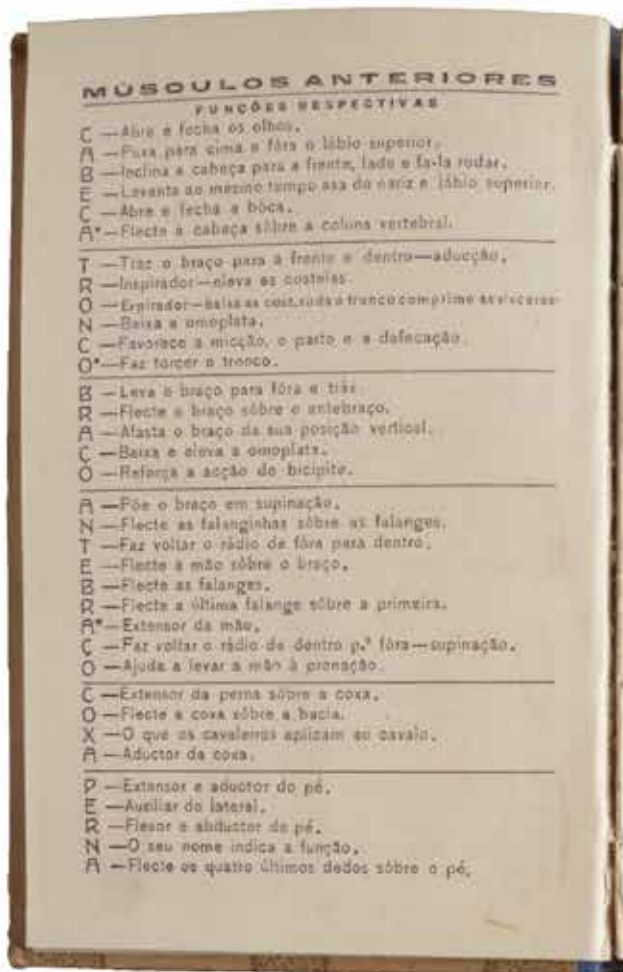 MÚSCULOS ANTERIORES
FUNÇÕES RESPECTIVAS
C —Abre e fecha os olhos.
A —Puxa para cima e fóra o lábio superior.
B —Inclina a cabeça para a frente, lado e fa-la rodar.
E —Levanta ao mesmo tempo asa do nariz e lábio superior.
Ç —Abre e fecha a bôca.
A*—Flecte a cabeça sôbre a coluna vertebral.
T —Traz o braço para a frente e dentro—aducção.
R —Inspirador—eleva as costelas.
O —Expirador—baixa as cost. roda o tronco comprime as vísceras
N —Baixa a omoplata.
C —Favorece a micção, o parto e a defecação.
O*—Faz torcer o tronco.
B —Leva o braço para fóra e trás.
R —Flecte o braço sôbre o antebraço.
A —Afasta o braço da sua posição vertical.
Ç —Baixa e eleva a omoplata.
O —Reforça a acção do bicipite.
A —Põe o braço em supinação.
N —Flecte as falanginhas sôbre as falanges.
T —Faz voltar o rádio de fóra para dentro.
E —Flecte a mão sôbre o braço.
B —Flecte as falanges.
R —Flecte a última falange sôbre a primeira.
A*—Extensor da mão.
Ç —Faz voltar o rádio de dentro p.ª fóra—supinação.
O —Ajuda a levar a mão à pronação.
C —Extensor da perna sôbre a coxa.
O —Flecte a coxa sôbre a bacia.
X —O que os cavaleiros aplicam ao cavalo.
A —Aductor da coxa.
P —Extensor e aductor do pé.
E —Auxiliar do lateral.
R —Flexor e abductor do pé.
N —O seu nome indica a função.
A —Flecte os quatro últimos dedos sôbre o pé.